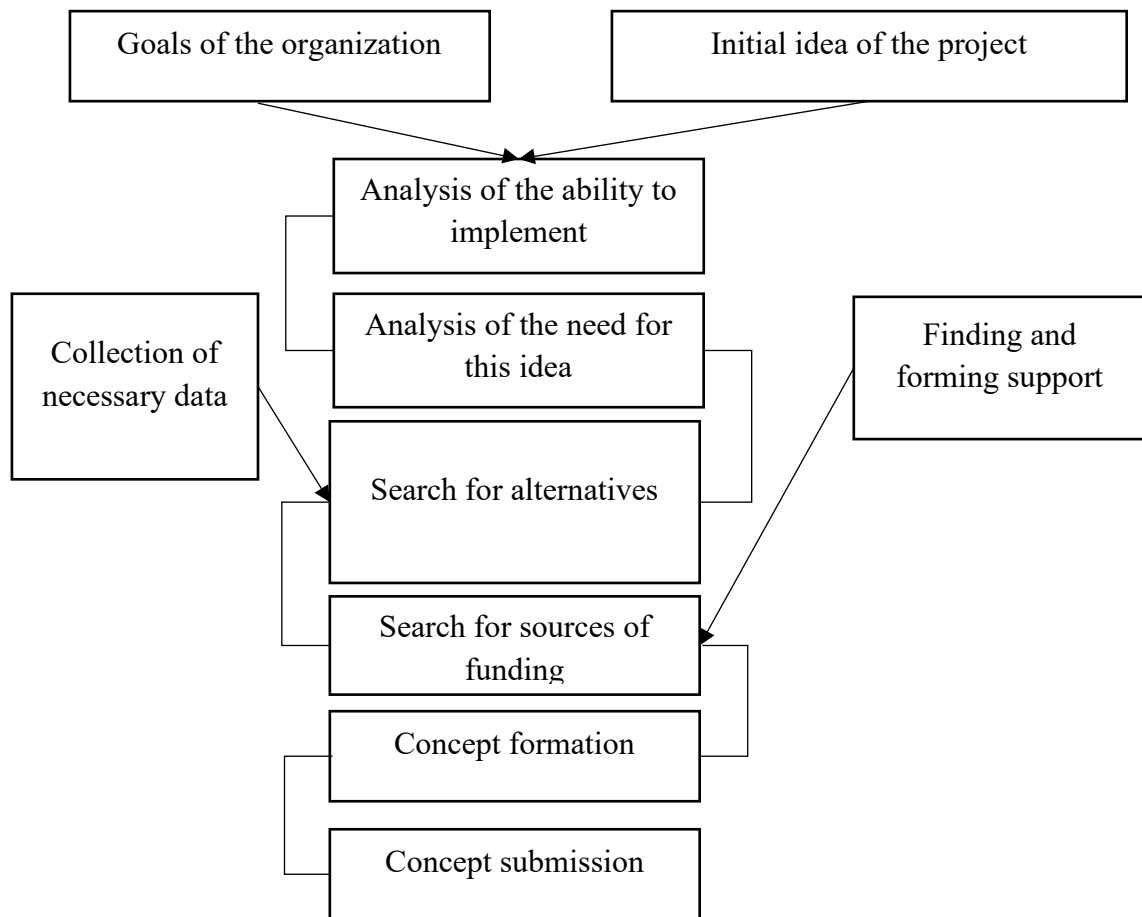 Goals of the organization
Initial idea of the project
Analysis of the ability to
implement
Analysis of the need for
this idea
Collection of
necessary data
Finding and
forming support
Search for alternatives
Search for sources of
funding
Concept formation
Concept submission